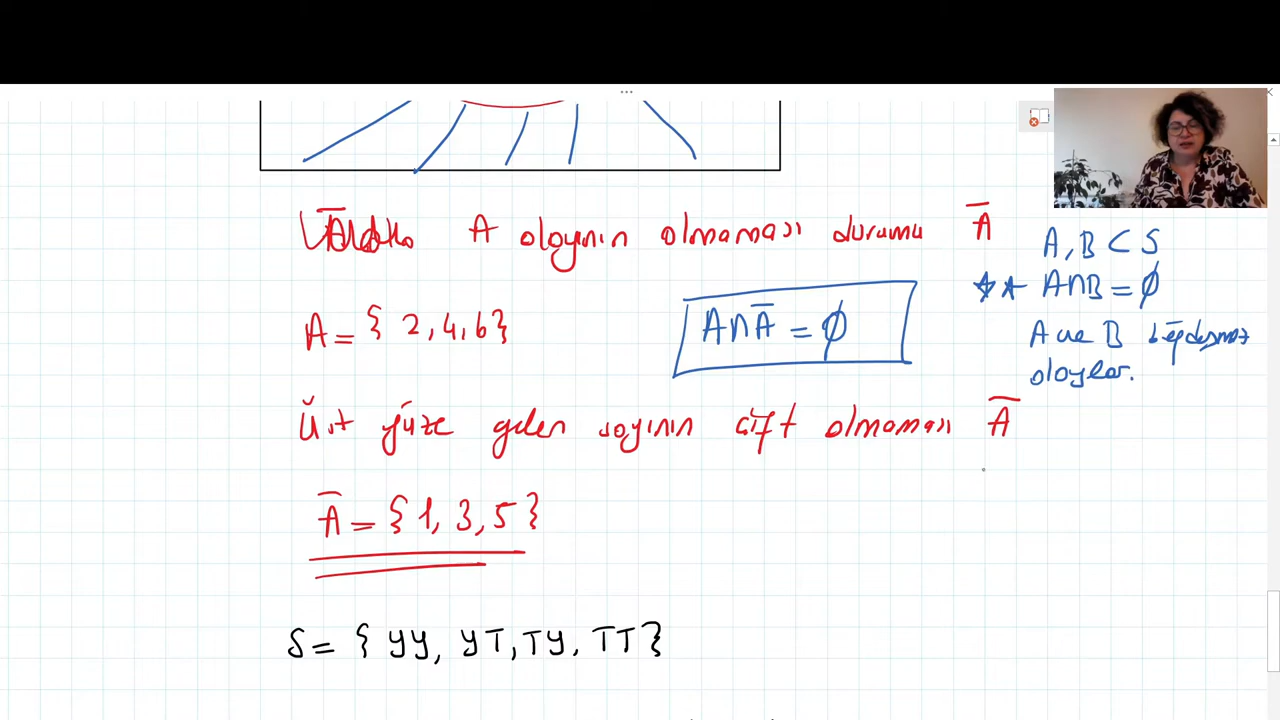 A olayının olmaması durumu A̅
A = { 2, 4, 6 }
A∩A̅ = ∅
A, B ⊂ S
A∩B = ∅
A ve B bağdaşmaz
olaylar.
Üst yüze gelen sayının çift olmaması A̅
A̅ = { 1, 3, 5 }
S = { YY, YT, TY, TT }